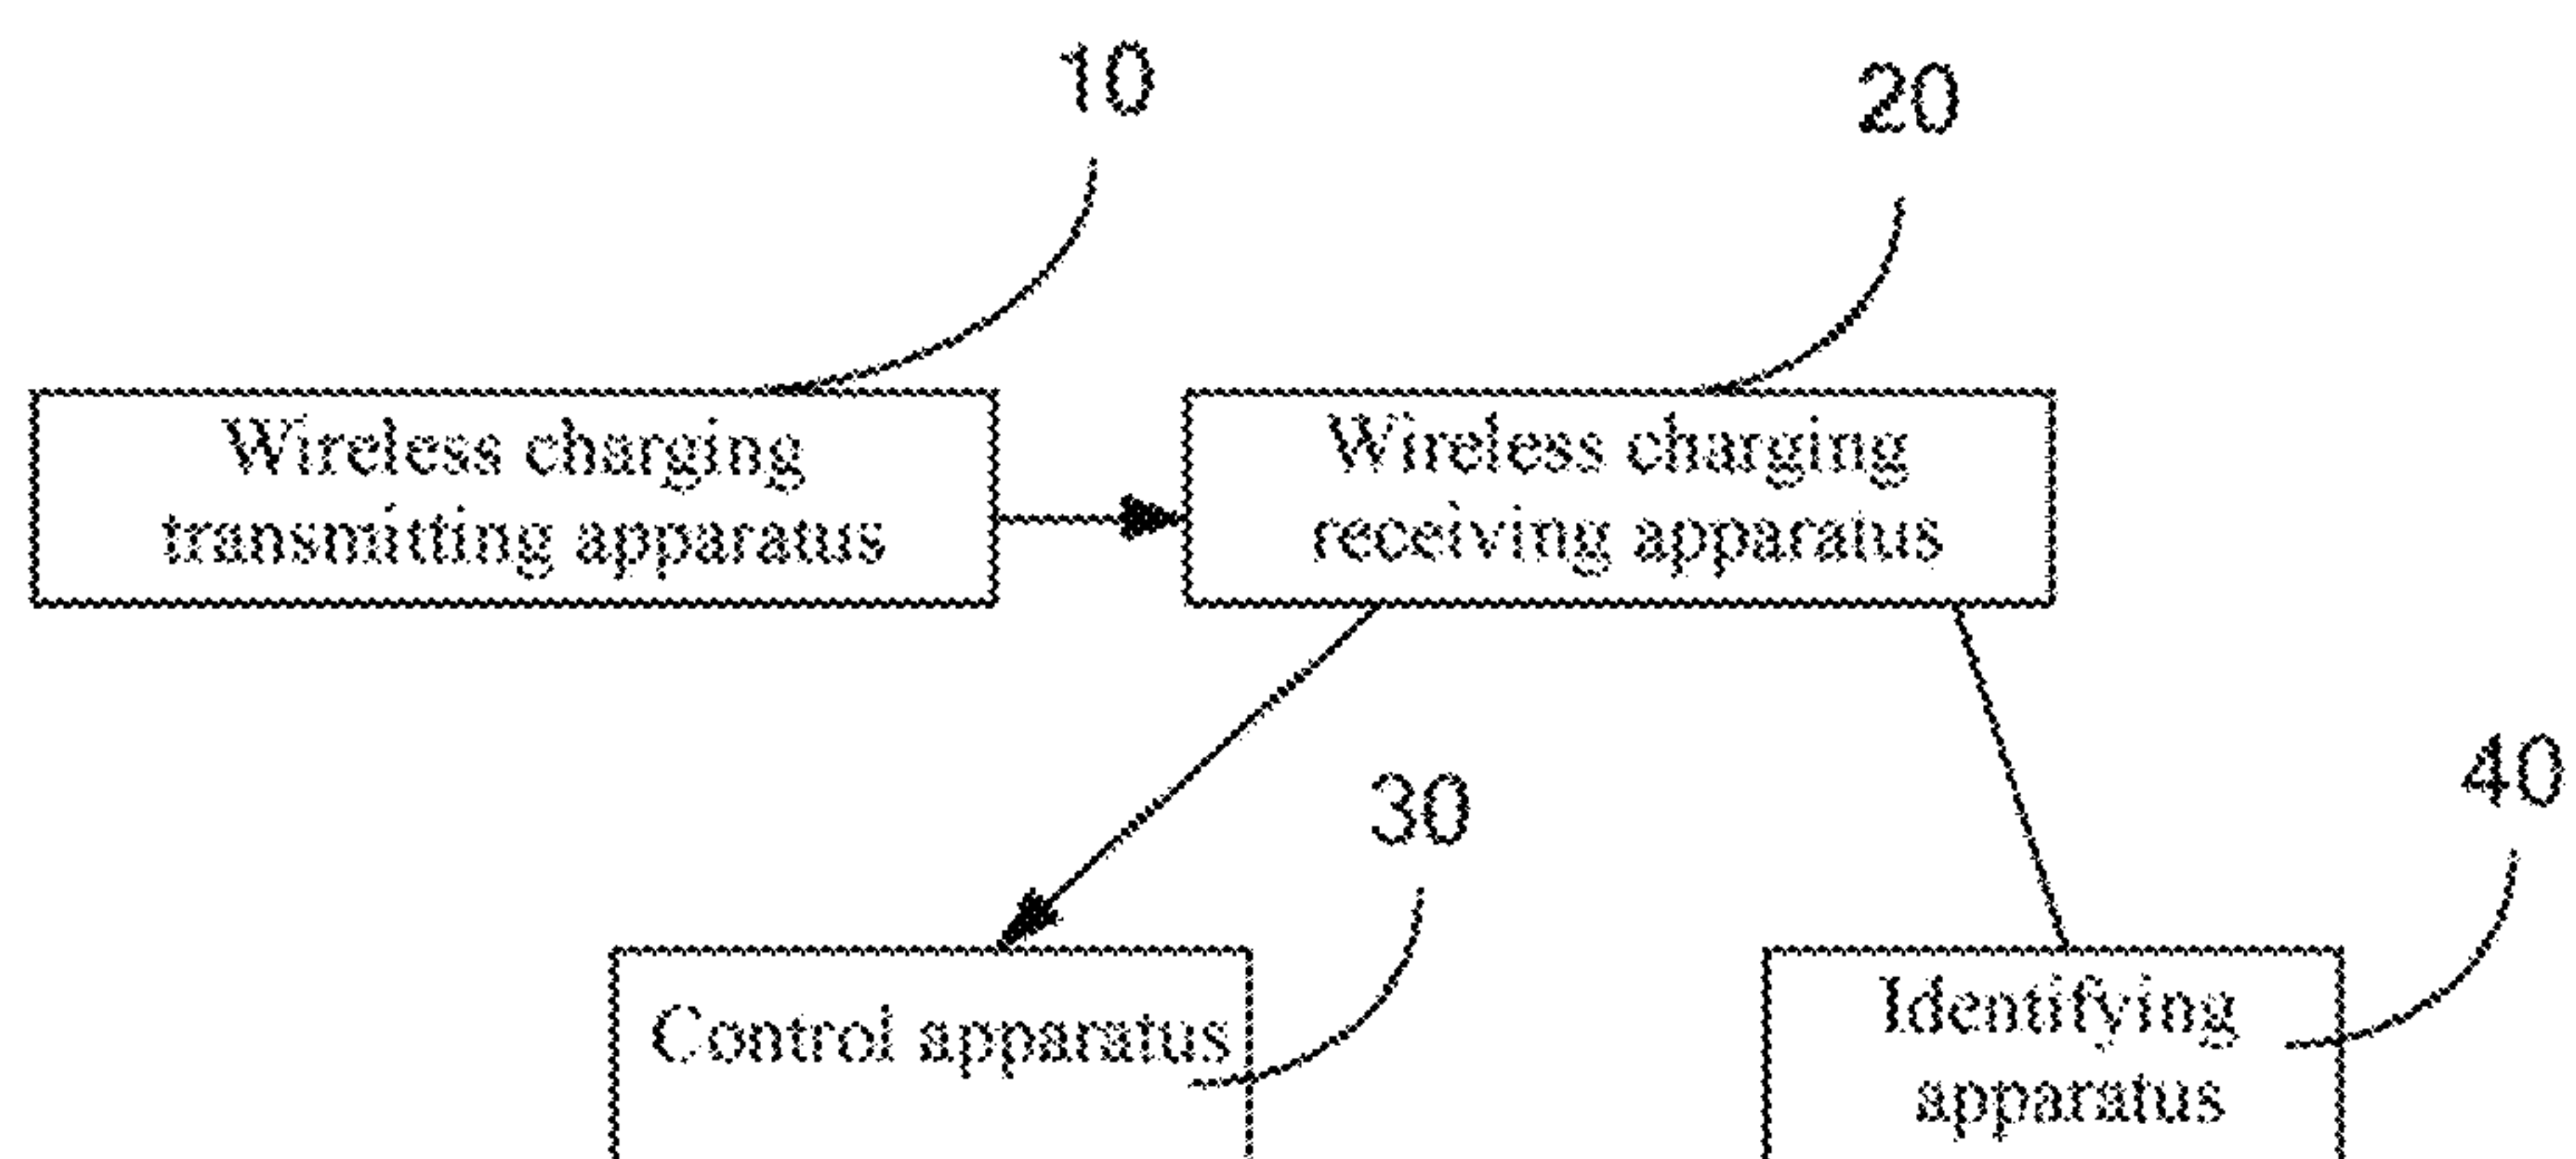 10
20
Wireless charging
transmitting apparatus
Wireless charging
receiving apparatus
30
40
Control apparatus
Identifying
apparatus